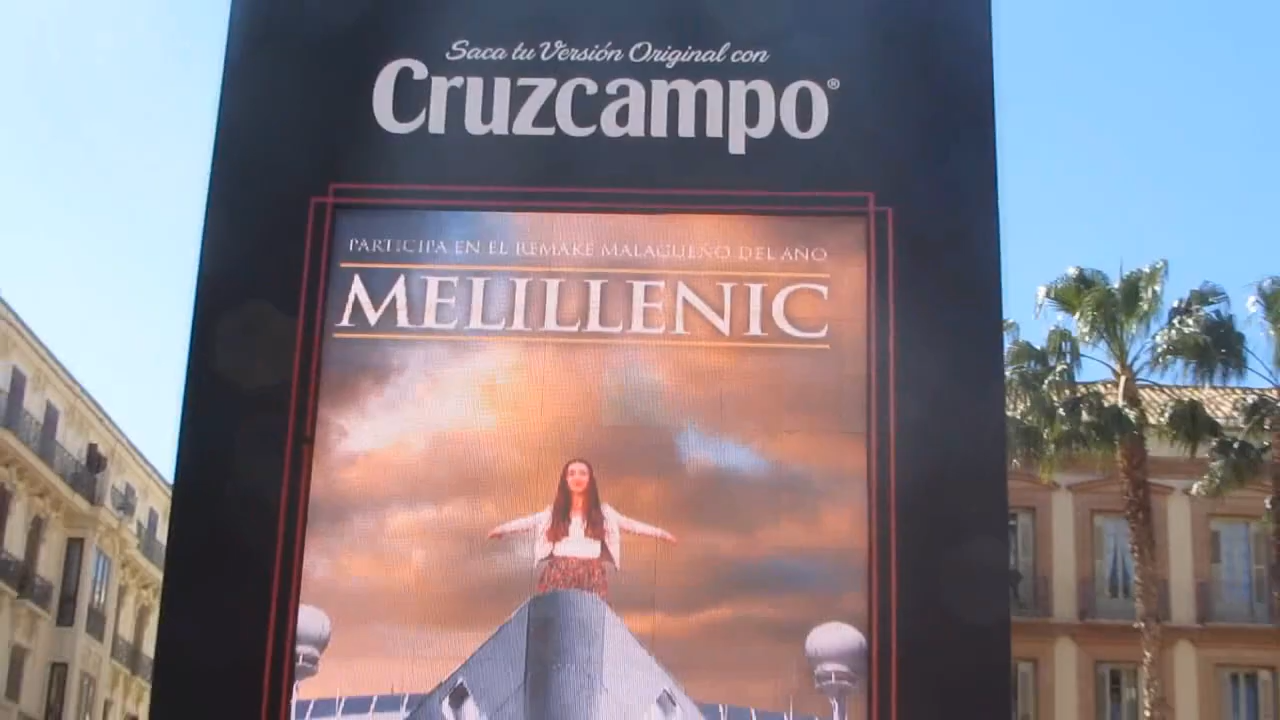 Saca tu Versión Original con
Cruzcampo®
PARTICIPA EN EL REMAKE MALAGUEÑO DEL AÑO
MELILLENIC